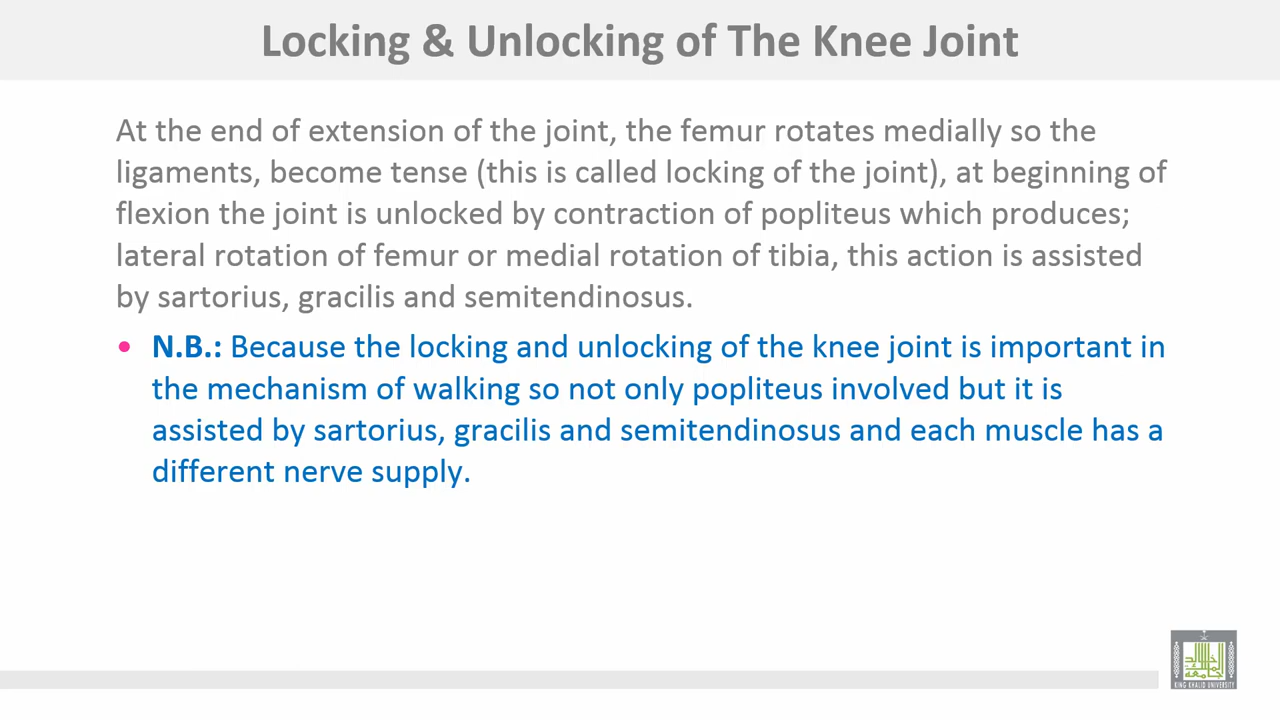 Locking & Unlocking of The Knee Joint
At the end of extension of the joint, the femur rotates medially so the
ligaments, become tense (this is called locking of the joint), at beginning of
flexion the joint is unlocked by contraction of popliteus which produces;
lateral rotation of femur or medial rotation of tibia, this action is assisted
by sartorius, gracilis and semitendinosus.
• N.B.: Because the locking and unlocking of the knee joint is important in
the mechanism of walking so not only popliteus involved but it is
assisted by sartorius, gracilis and semitendinosus and each muscle has a
different nerve supply.
KING KHALID UNIVERSITY